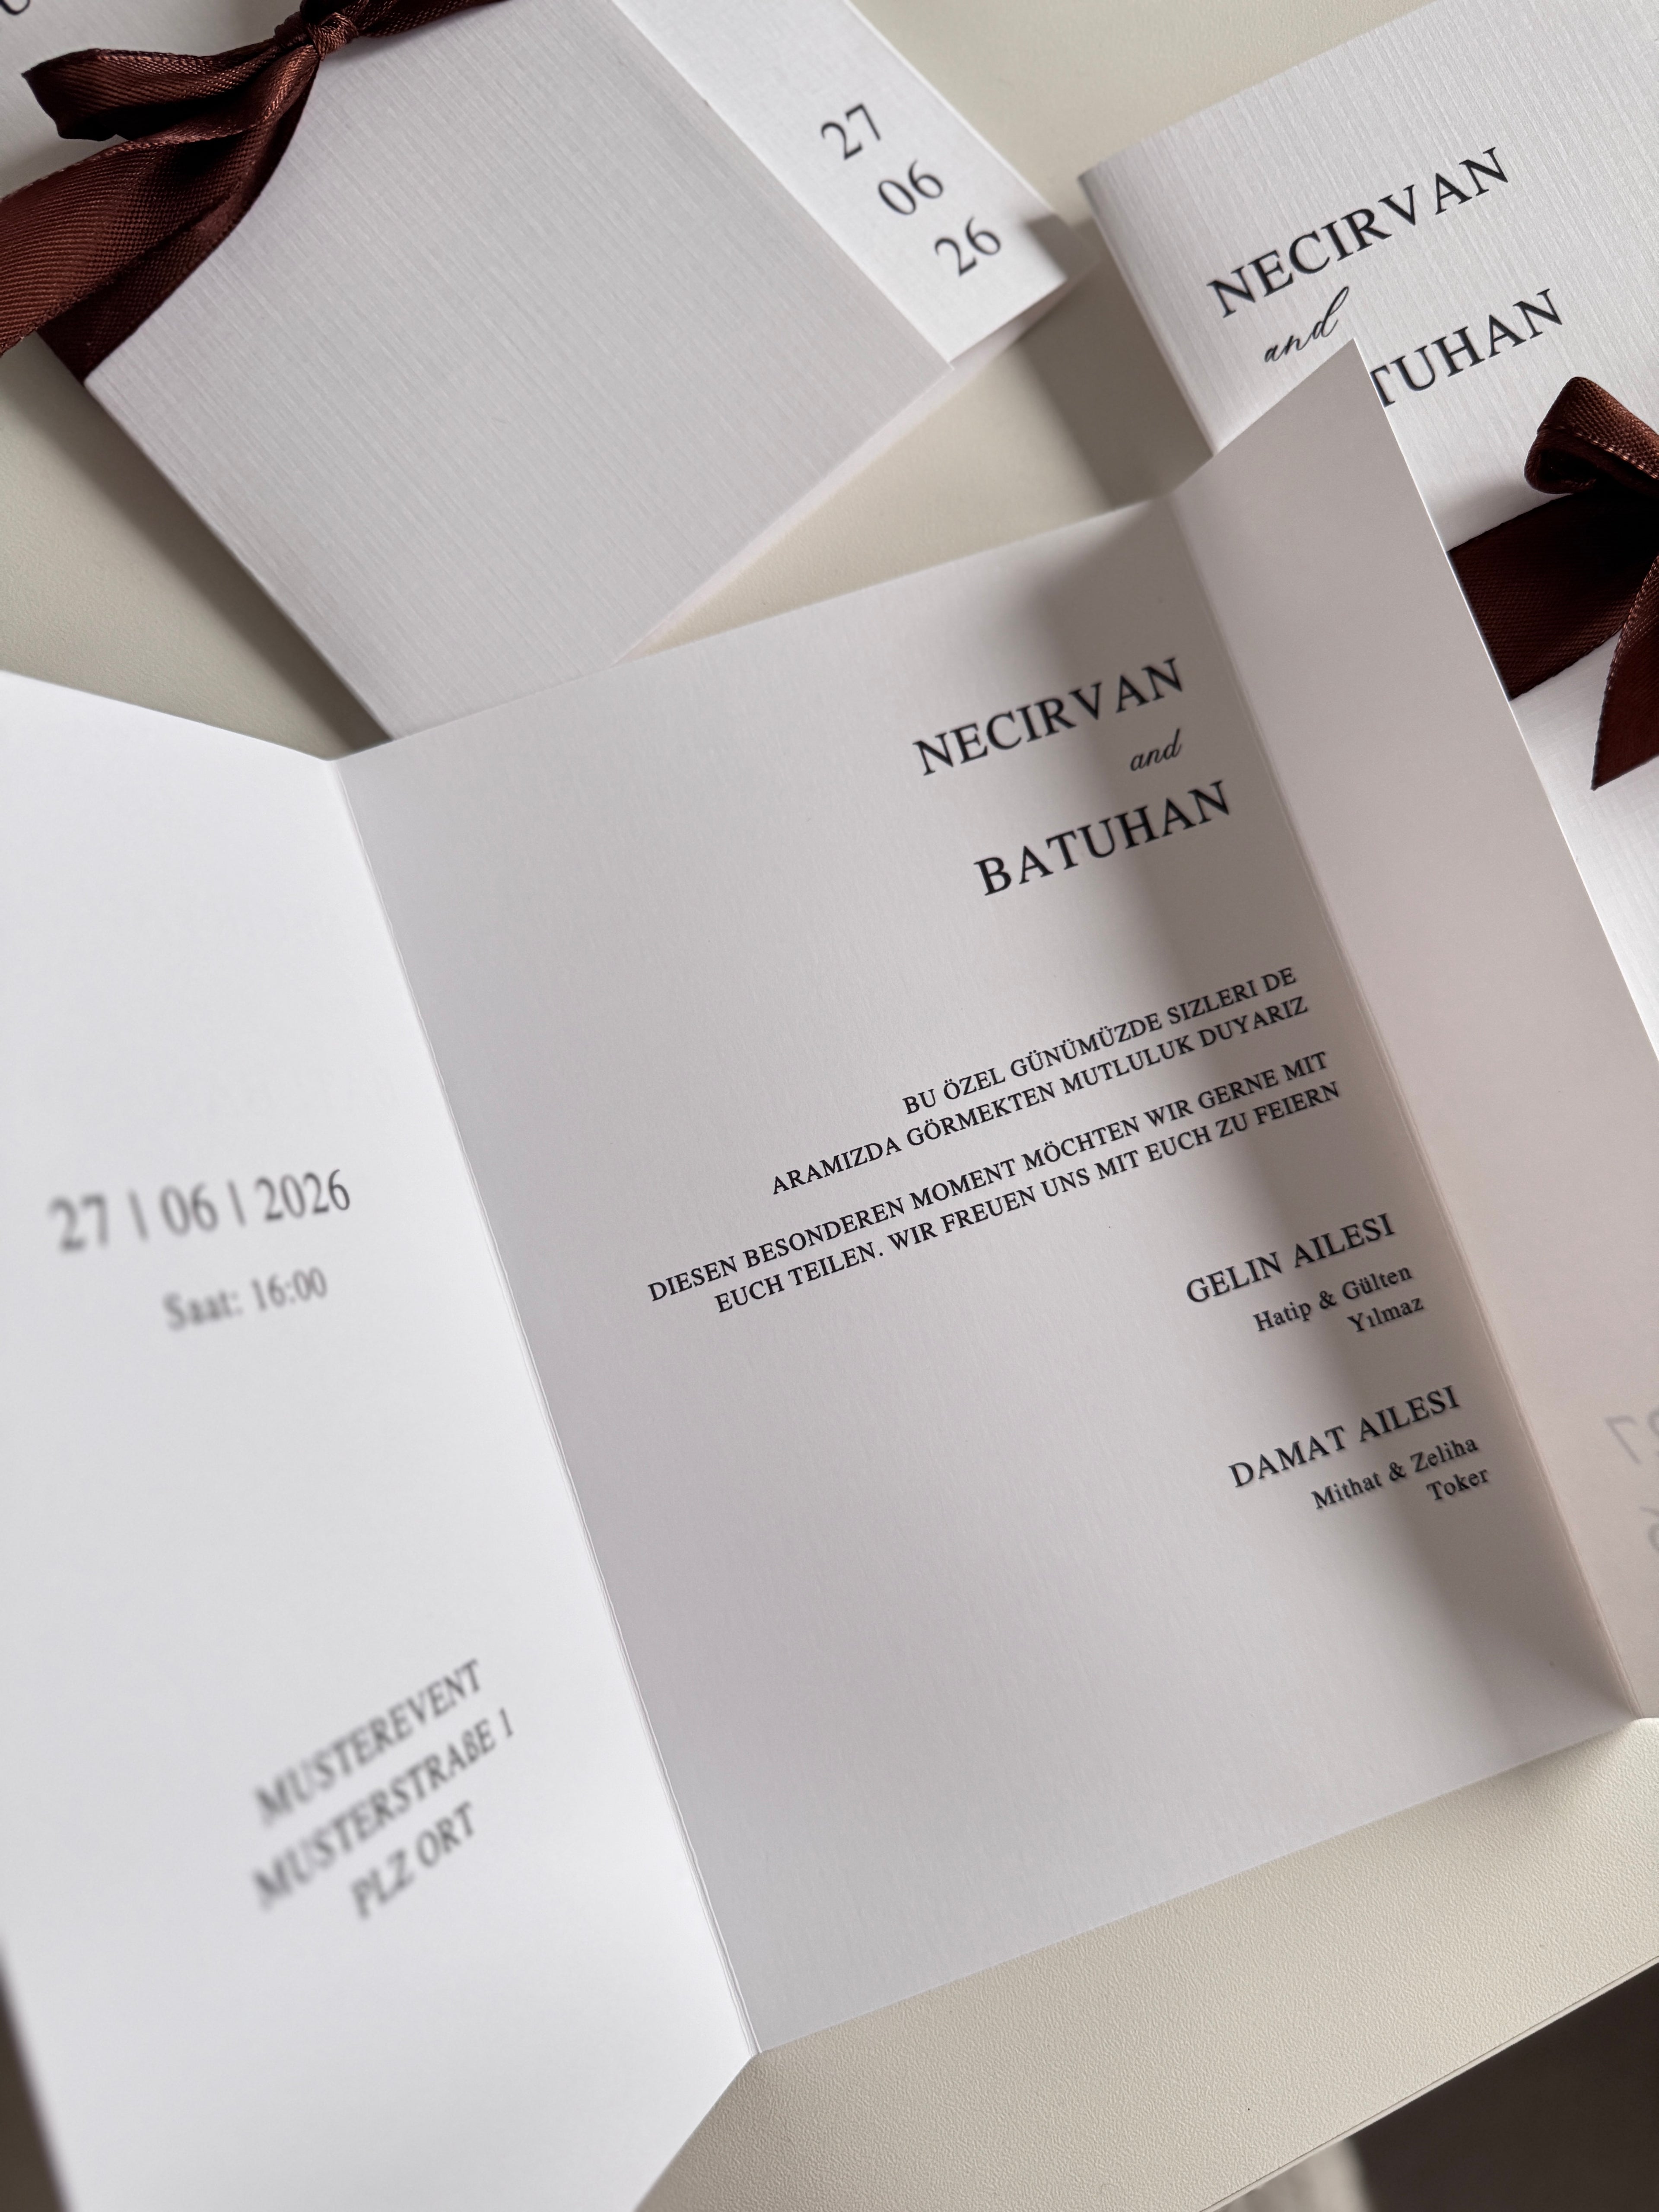 27
06
26
NECIRVAN
and
TUHAN
NECIRVAN
and
BATUHAN
BU ÖZEL GÜNÜMÜZDE SIZLERI DE
ARAMIZDA GÖRMEKTEN MUTLULUK DUYARIZ
DIESEN BESONDEREN MOMENT MÖCHTEN WIR GERNE MIT
EUCH TEILEN. WIR FREUEN UNS MIT EUCH ZU FEIERN
GELIN AILESI
Hatip & Gülten
Yılmaz
DAMAT AILESI
Mithat & Zeliha
Toker
27 | 06 | 2026
Saat: 16:00
MUSTEREVENT
MUSTERSTRAßE 1
PLZ ORT